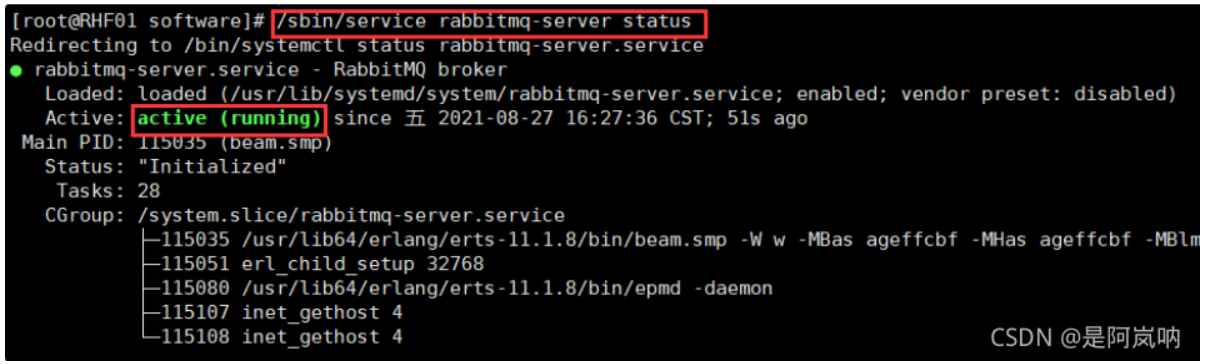 [root@RHF01 software]# /sbin/service rabbitmq-server status
Redirecting to /bin/systemctl status rabbitmq-server.service
● rabbitmq-server.service - RabbitMQ broker
Loaded: loaded (/usr/lib/systemd/system/rabbitmq-server.service; enabled; vendor preset: disabled)
Active: active (running) since 五 2021-08-27 16:27:36 CST; 51s ago
Main PID: 115035 (beam.smp)
Status: "Initialized"
Tasks: 28
CGroup: /system.slice/rabbitmq-server.service
├─115035 /usr/lib64/erlang/erts-11.1.8/bin/beam.smp -W w -MBas ageffcbf -MHas ageffcbf -MBlm
├─115051 erl_child_setup 32768
├─115080 /usr/lib64/erlang/erts-11.1.8/bin/epmd -daemon
├─115107 inet_gethost 4
└─115108 inet_gethost 4
CSDN @是阿岚呐